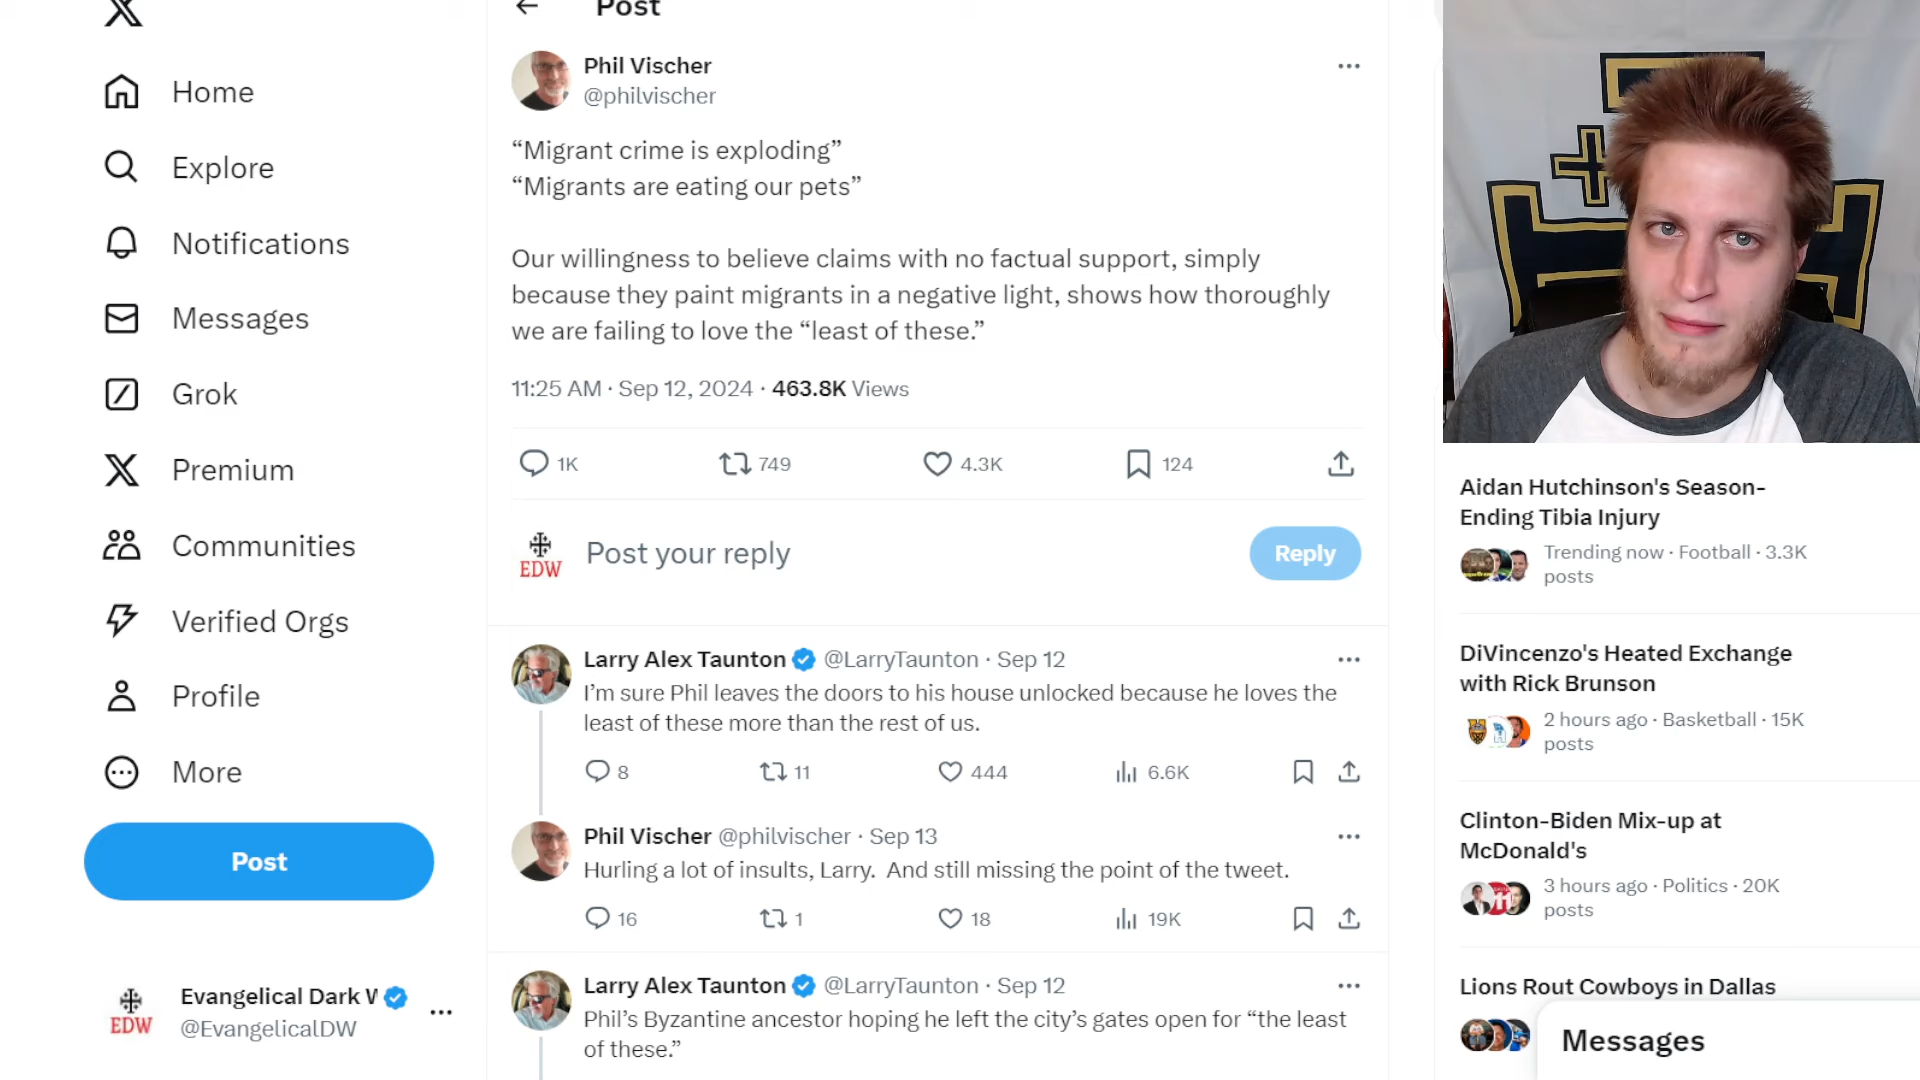 Post
Home
Explore
Notifications
Messages
Grok
Premium
Communities
Verified Orgs
Profile
More
Post
Evangelical Dark
@EvangelicalDW
EDW
Phil Vischer
@philvischer
“Migrant crime is exploding”
“Migrants are eating our pets”
Our willingness to believe claims with no factual support, simply
because they paint migrants in a negative light, shows how thoroughly
we are failing to love the “least of these.”
11:25 AM · Sep 12, 2024 · 463.8K Views
1K 749 4.3K 124
EDW
Post your reply
Reply
Larry Alex Taunton @LarryTaunton · Sep 12
I’m sure Phil leaves the doors to his house unlocked because he loves the
least of these more than the rest of us.
8 11 444 6.6K
Phil Vischer @philvischer · Sep 13
Hurling a lot of insults, Larry.  And still missing the point of the tweet.
16 1 18 19K
Larry Alex Taunton @LarryTaunton · Sep 12
Phil’s Byzantine ancestor hoping he left the city’s gates open for “the least
of these.”
Aidan Hutchinson's Season-
Ending Tibia Injury
Trending now · Football · 3.3K
posts
DiVincenzo's Heated Exchange
with Rick Brunson
2 hours ago · Basketball · 15K
posts
Clinton-Biden Mix-up at
McDonald's
3 hours ago · Politics · 20K
posts
Lions Rout Cowboys in Dallas
Messages